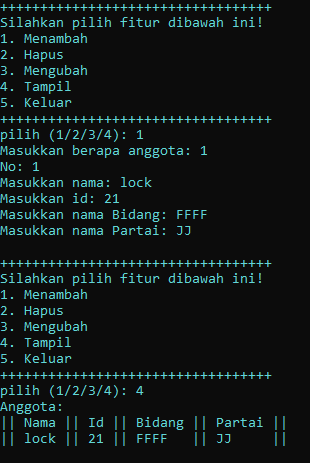 ++++++++++++++++++++++++++++++++++
Silahkan pilih fitur dibawah ini!
1. Menambah
2. Hapus
3. Mengubah
4. Tampil
5. Keluar
++++++++++++++++++++++++++++++++++
pilih (1/2/3/4): 1
Masukkan berapa anggota: 1
No: 1
Masukkan nama: lock
Masukkan id: 21
Masukkan nama Bidang: FFFF
Masukkan nama Partai: JJ

++++++++++++++++++++++++++++++++++
Silahkan pilih fitur dibawah ini!
1. Menambah
2. Hapus
3. Mengubah
4. Tampil
5. Keluar
++++++++++++++++++++++++++++++++++
pilih (1/2/3/4): 4
Anggota:
|| Nama || Id || Bidang || Partai ||
|| lock || 21 || FFFF   || JJ     ||